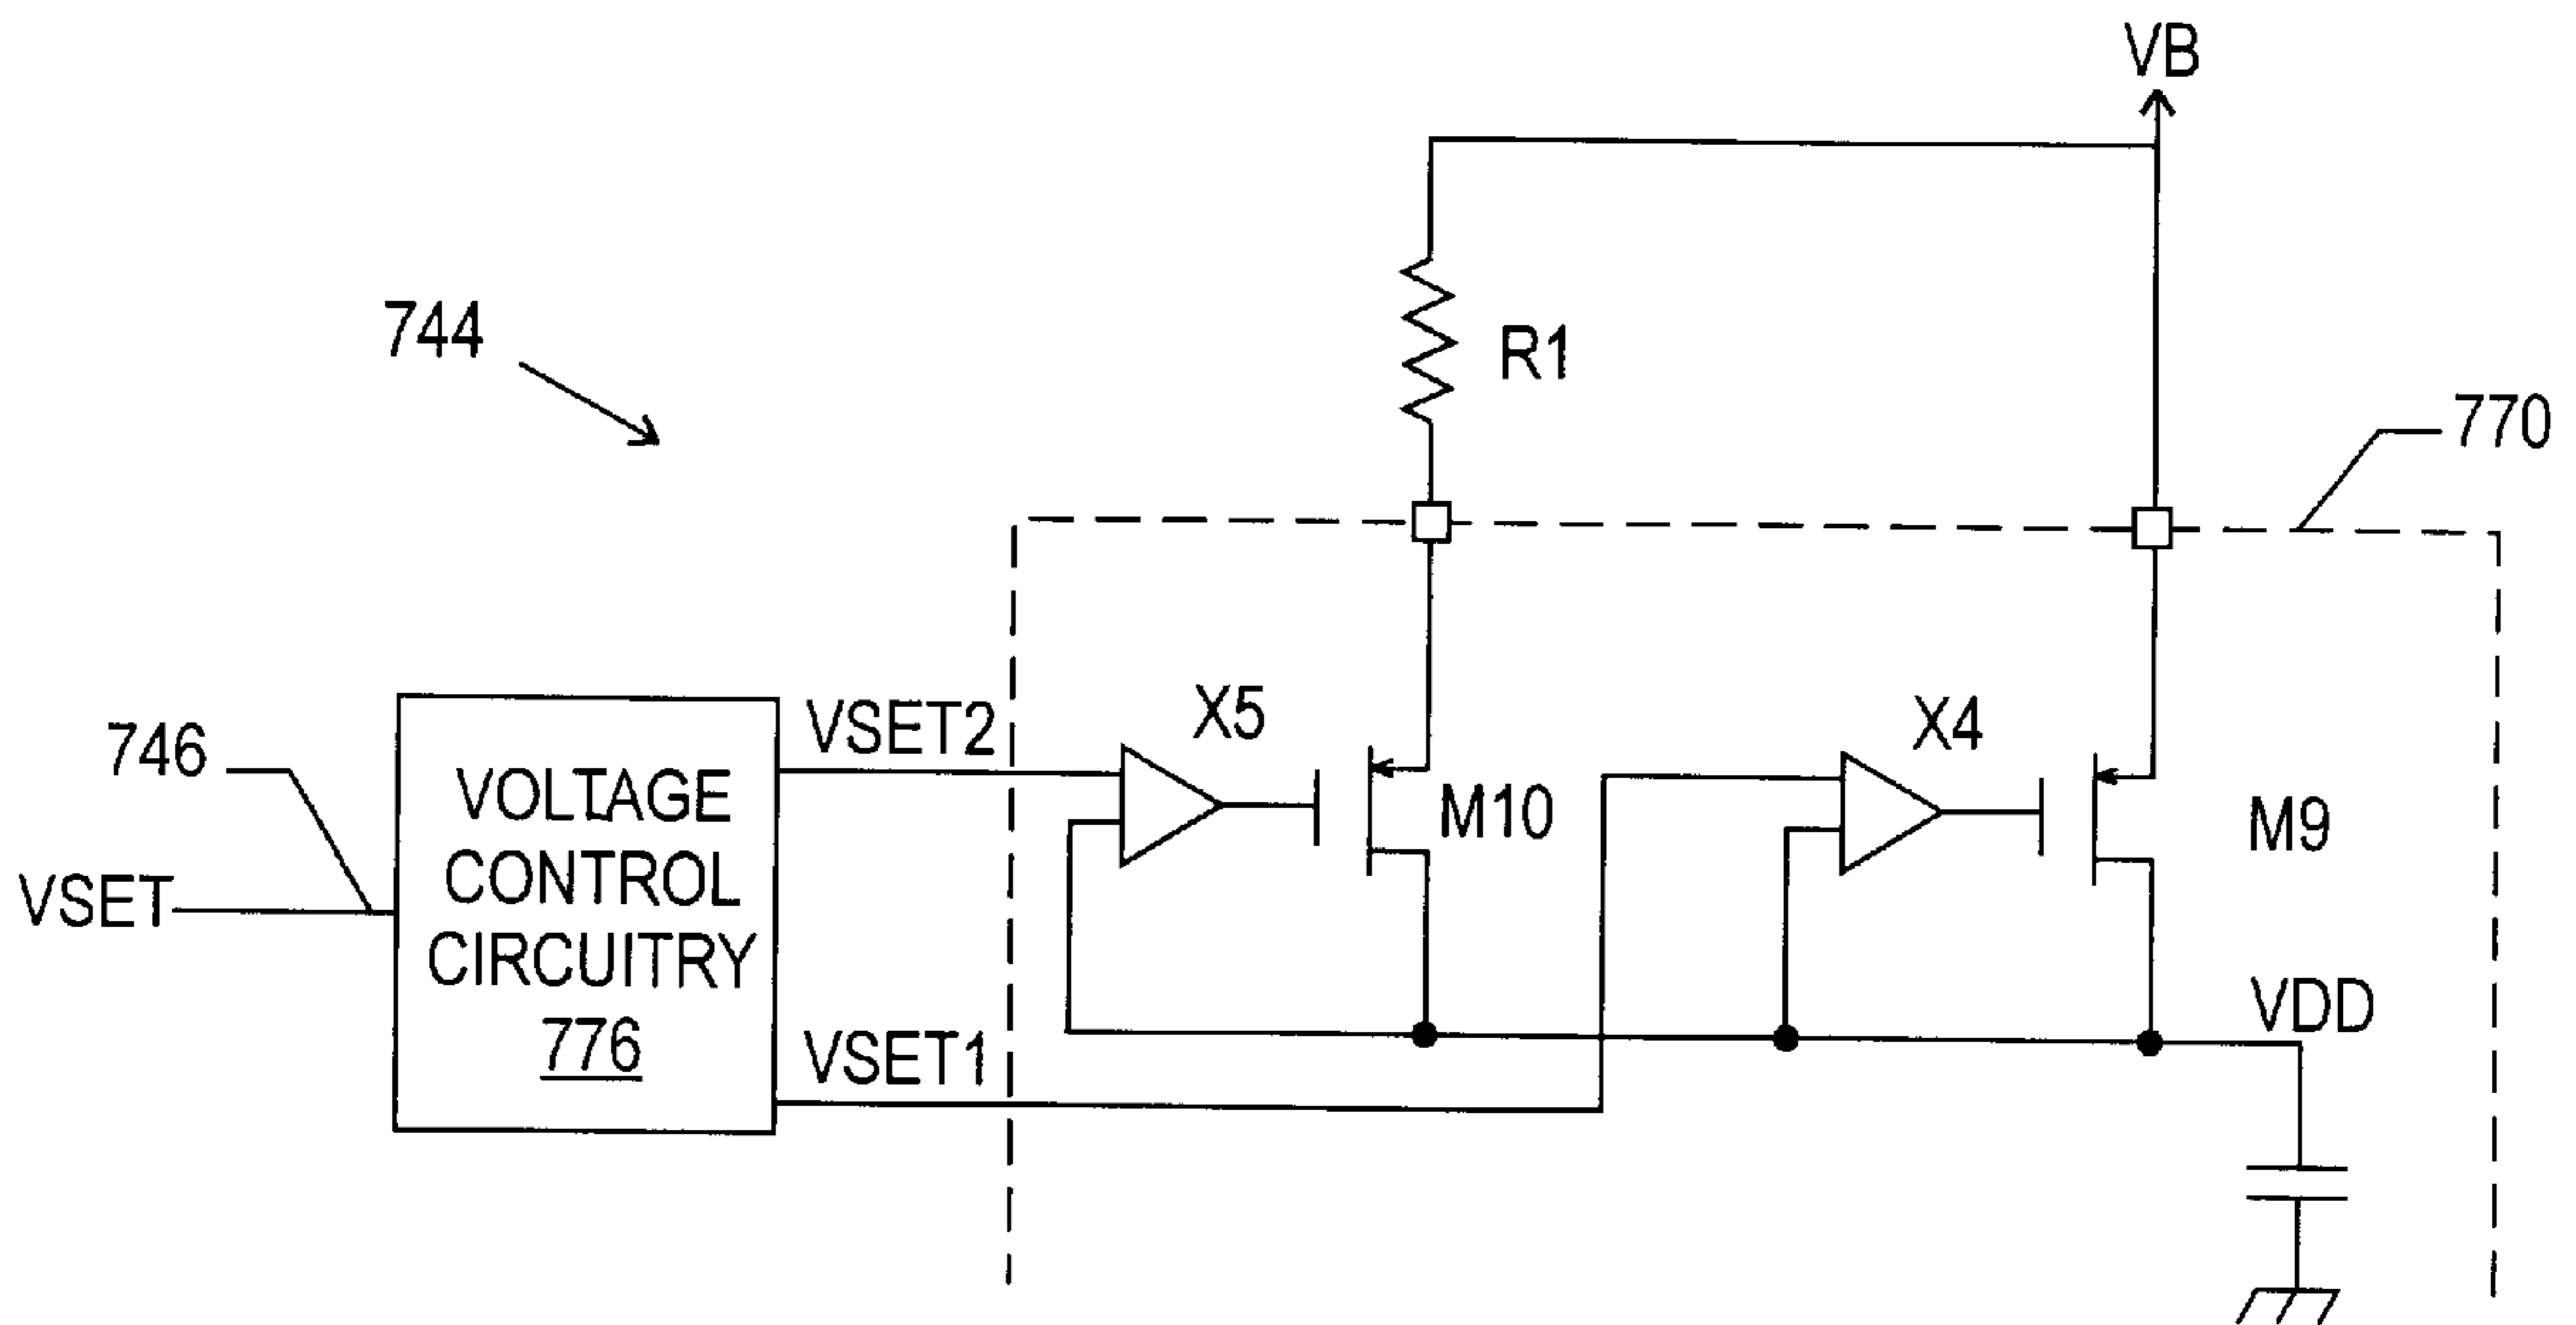 VB
744
R1
770
X5
VSET2
X4
746
VOLTAGE
CONTROL
CIRCUITRY
776
M10
M9
VSET
VDD
VSET1